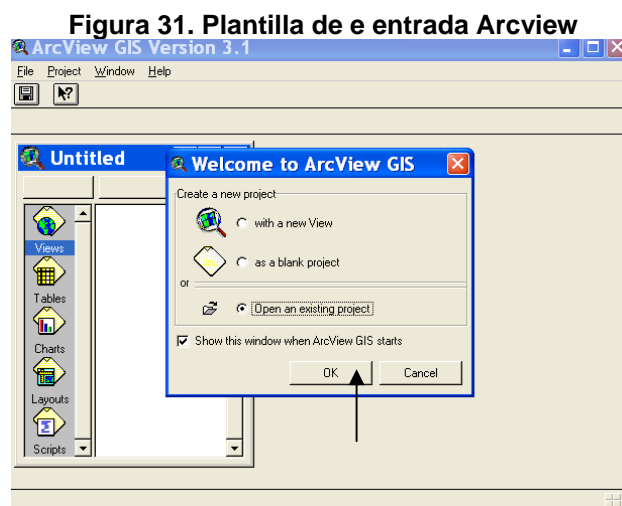 Figura 31. Plantilla de e entrada Arcview
ArcView GIS Version 3.1
File Project Window Help
Untitled
Welcome to ArcView GIS
Create a new project
with a new View
as a blank project
or
Open an existing project
Show this window when ArcView GIS starts
OK Cancel
Views
Tables
Charts
Layouts
Scripts